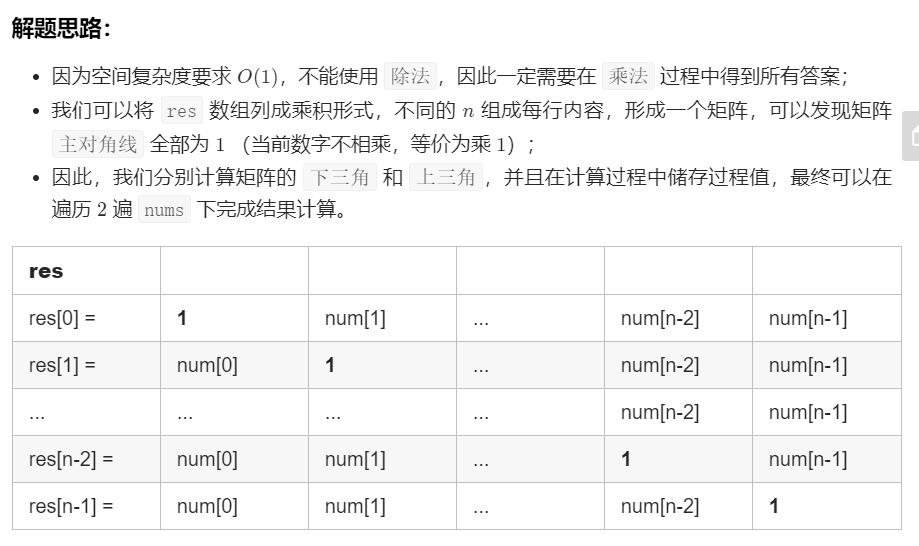 解题思路：
因为空间复杂度要求 O(1)，不能使用 除法 ，因此一定需要在 乘法 过程中得到所有答案；
我们可以将 res 数组列成乘积形式，不同的 n 组成每行内容，形成一个矩阵，可以发现矩阵
主对角线 全部为 1 （当前数字不相乘，等价为乘 1）；
因此，我们分别计算矩阵的 下三角 和 上三角 ，并且在计算过程中储存过程值，最终可以在
遍历 2 遍 nums 下完成结果计算。
res
res[0] = 1 num[1] ... num[n-2] num[n-1]
res[1] = num[0] 1 ... num[n-2] num[n-1]
... ... ... ... num[n-2] num[n-1]
res[n-2] = num[0] num[1] ... 1 num[n-1]
res[n-1] = num[0] num[1] ... num[n-2] 1